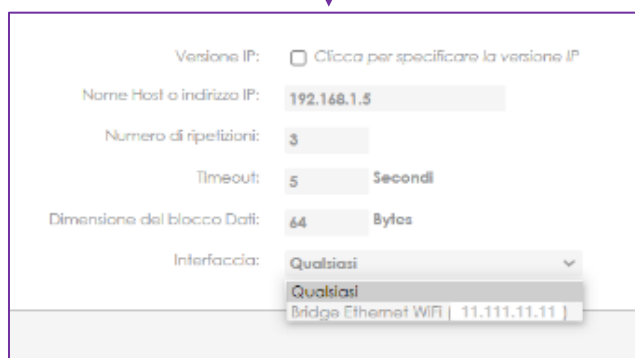 Versione IP: Clicca per specificare la versione IP
Nome Host o indirizzo IP: 192.168.1.5
Numero di ripetizioni: 3
Timeout: 5 Secondi
Dimensione del blocco Dati: 64 Bytes
Interfaccia: Qualsiasi
Qualsiasi
Bridge Ethernet WiFi ( 11.111.11.11 )